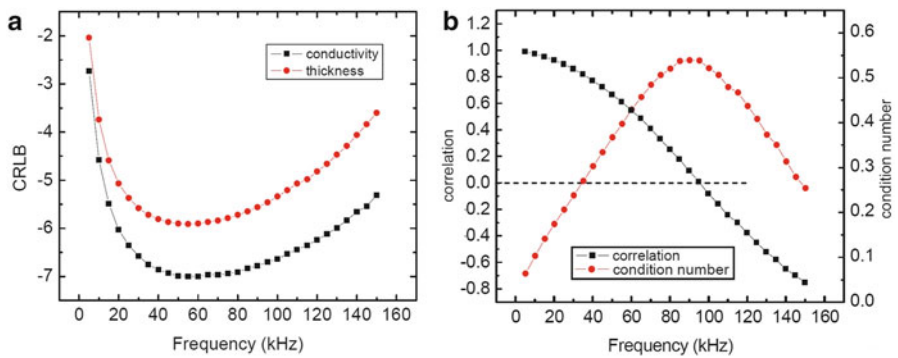 a
-2
-3
-4
-5
-6
-7
CRLB
conductivity
thickness
0 20 40 60 80 100 120 140 160
Frequency (kHz)
b
1.2
1.0
0.8
0.6
0.4
0.2
0.0
-0.2
-0.4
-0.6
-0.8
correlation
correlation
condition number
0 20 40 60 80 100 120 140 160
Frequency (kHz)
0.6
0.5
0.4
0.3
0.2
0.1
0.0
condition number